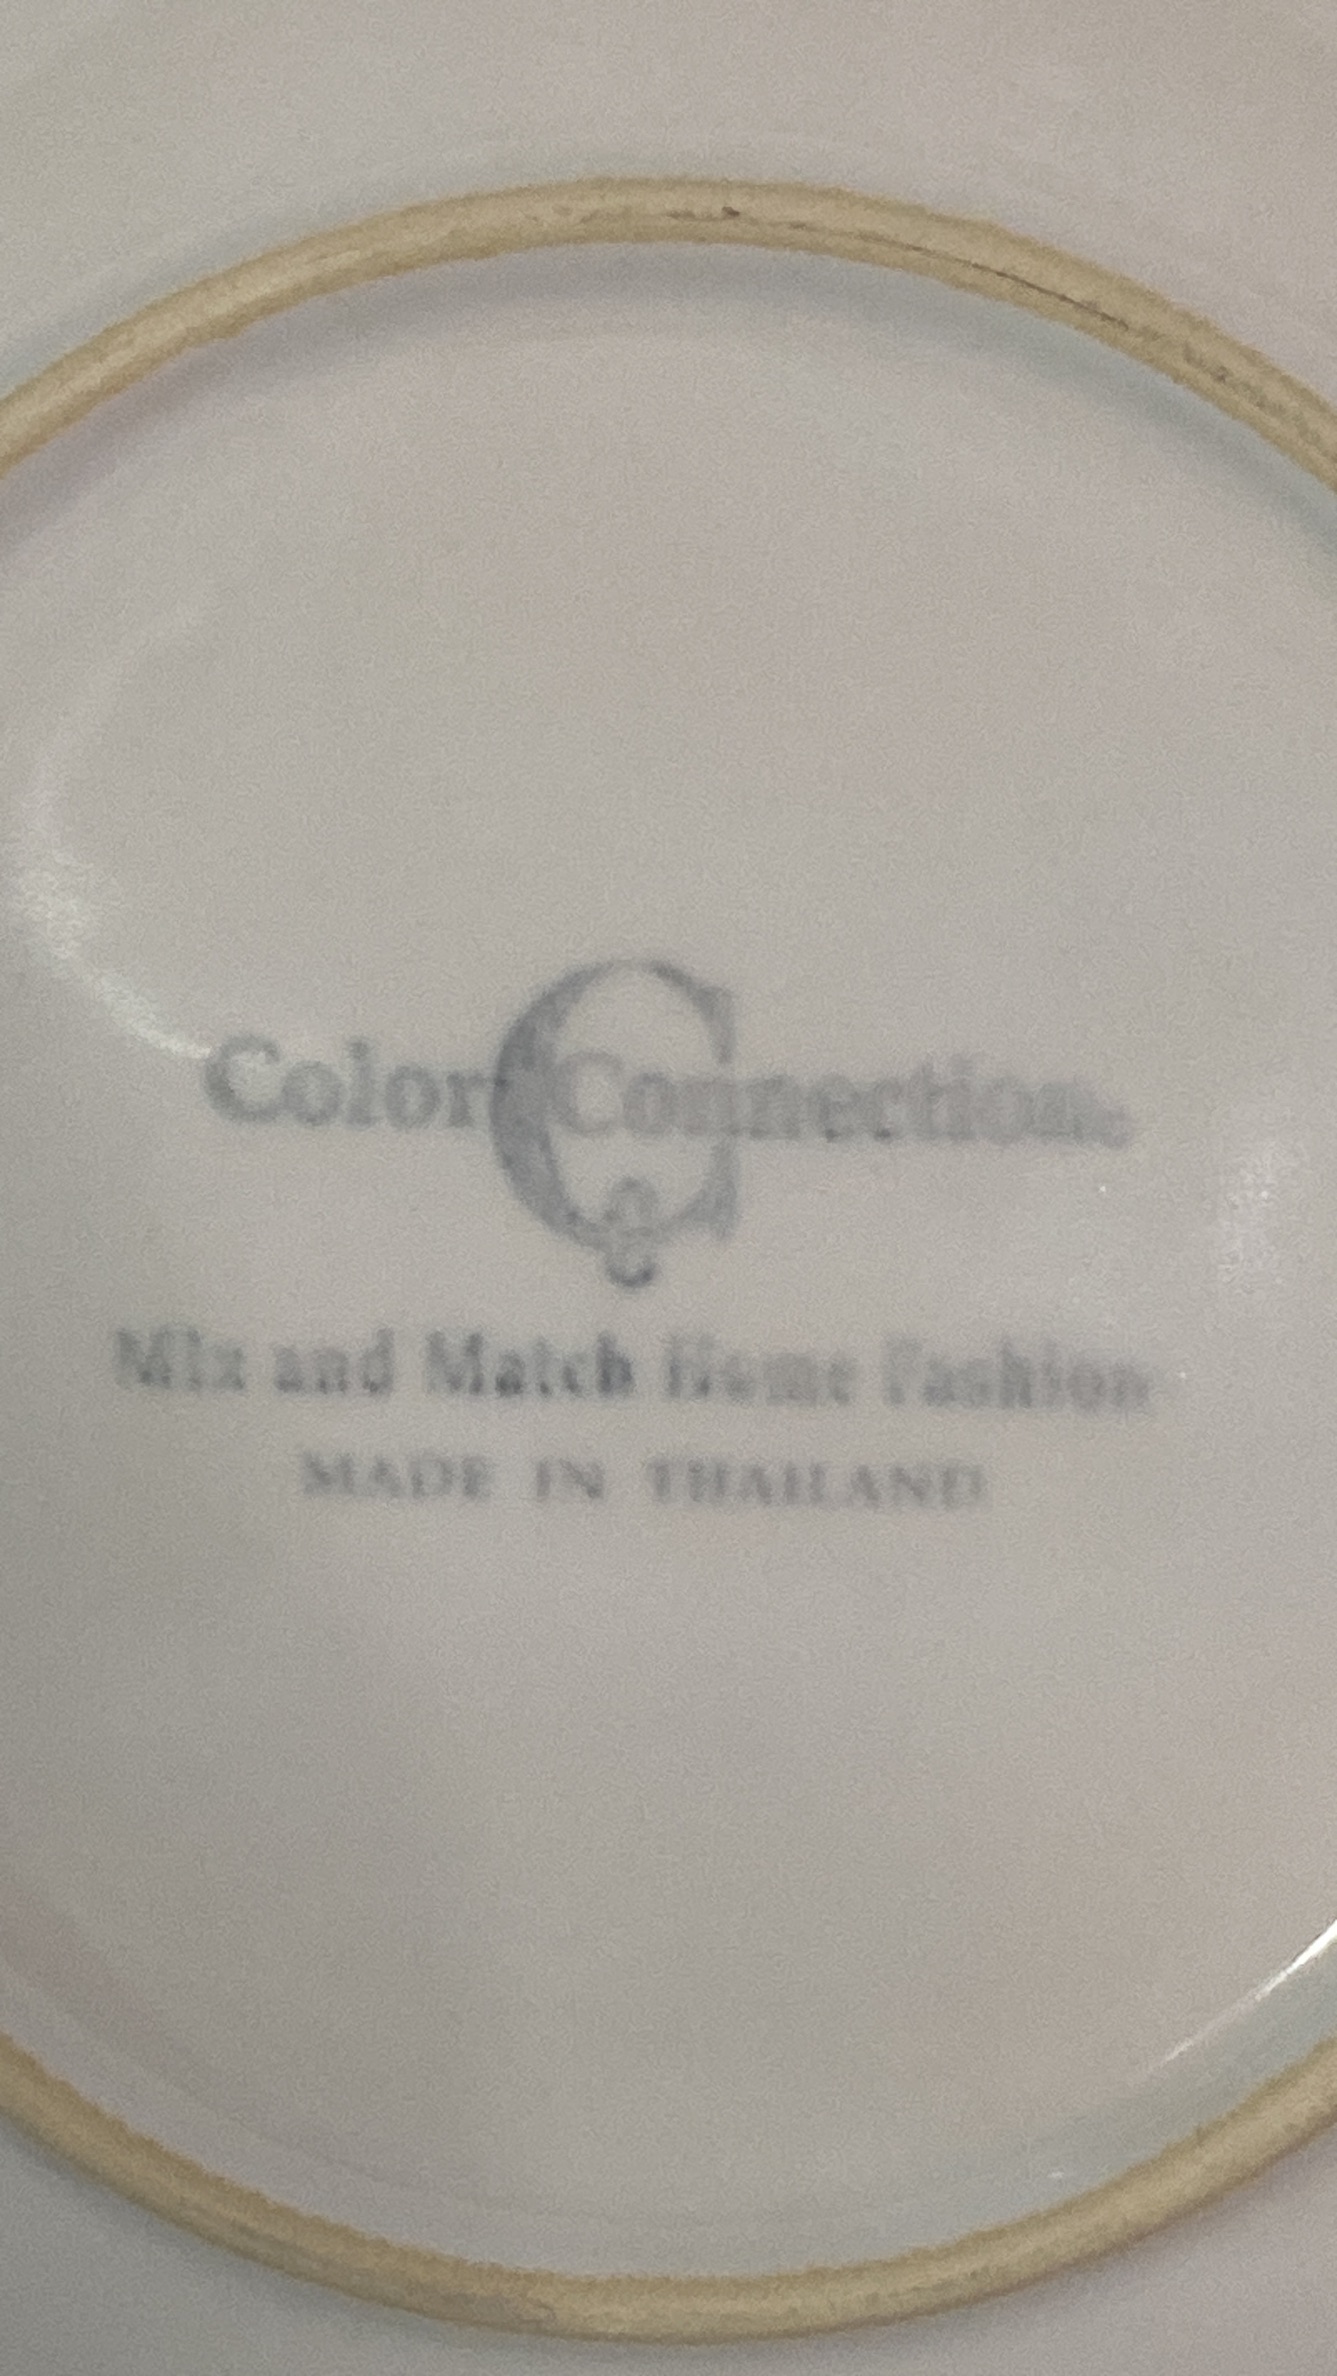 Color Connection
Mix and Match Home Fashion
MADE IN THAILAND